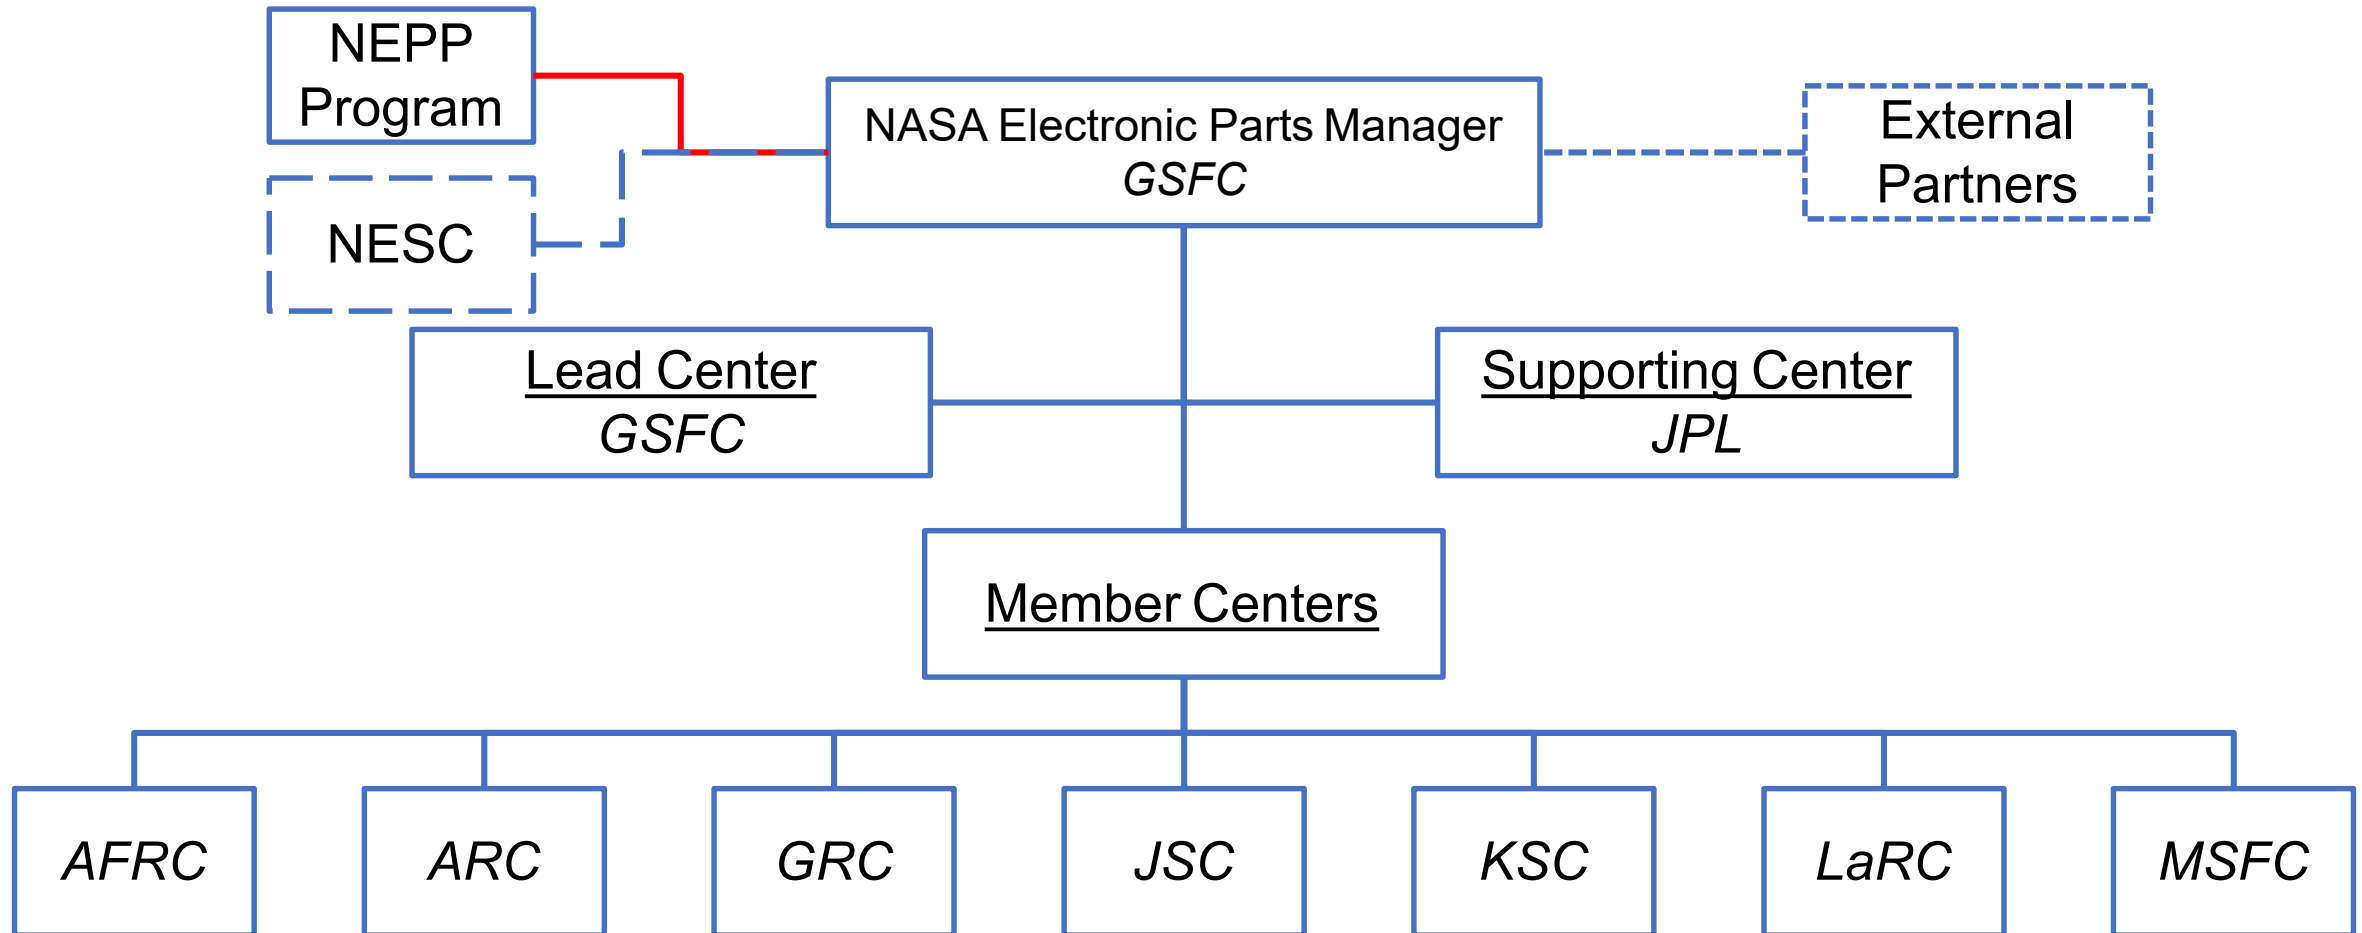 NEPP
Program
NASA Electronic Parts Manager
GSFC
External
Partners
NESC
Lead Center
GSFC
Supporting Center
JPL
Member Centers
AFRC
ARC
GRC
JSC
KSC
LaRC
MSFC